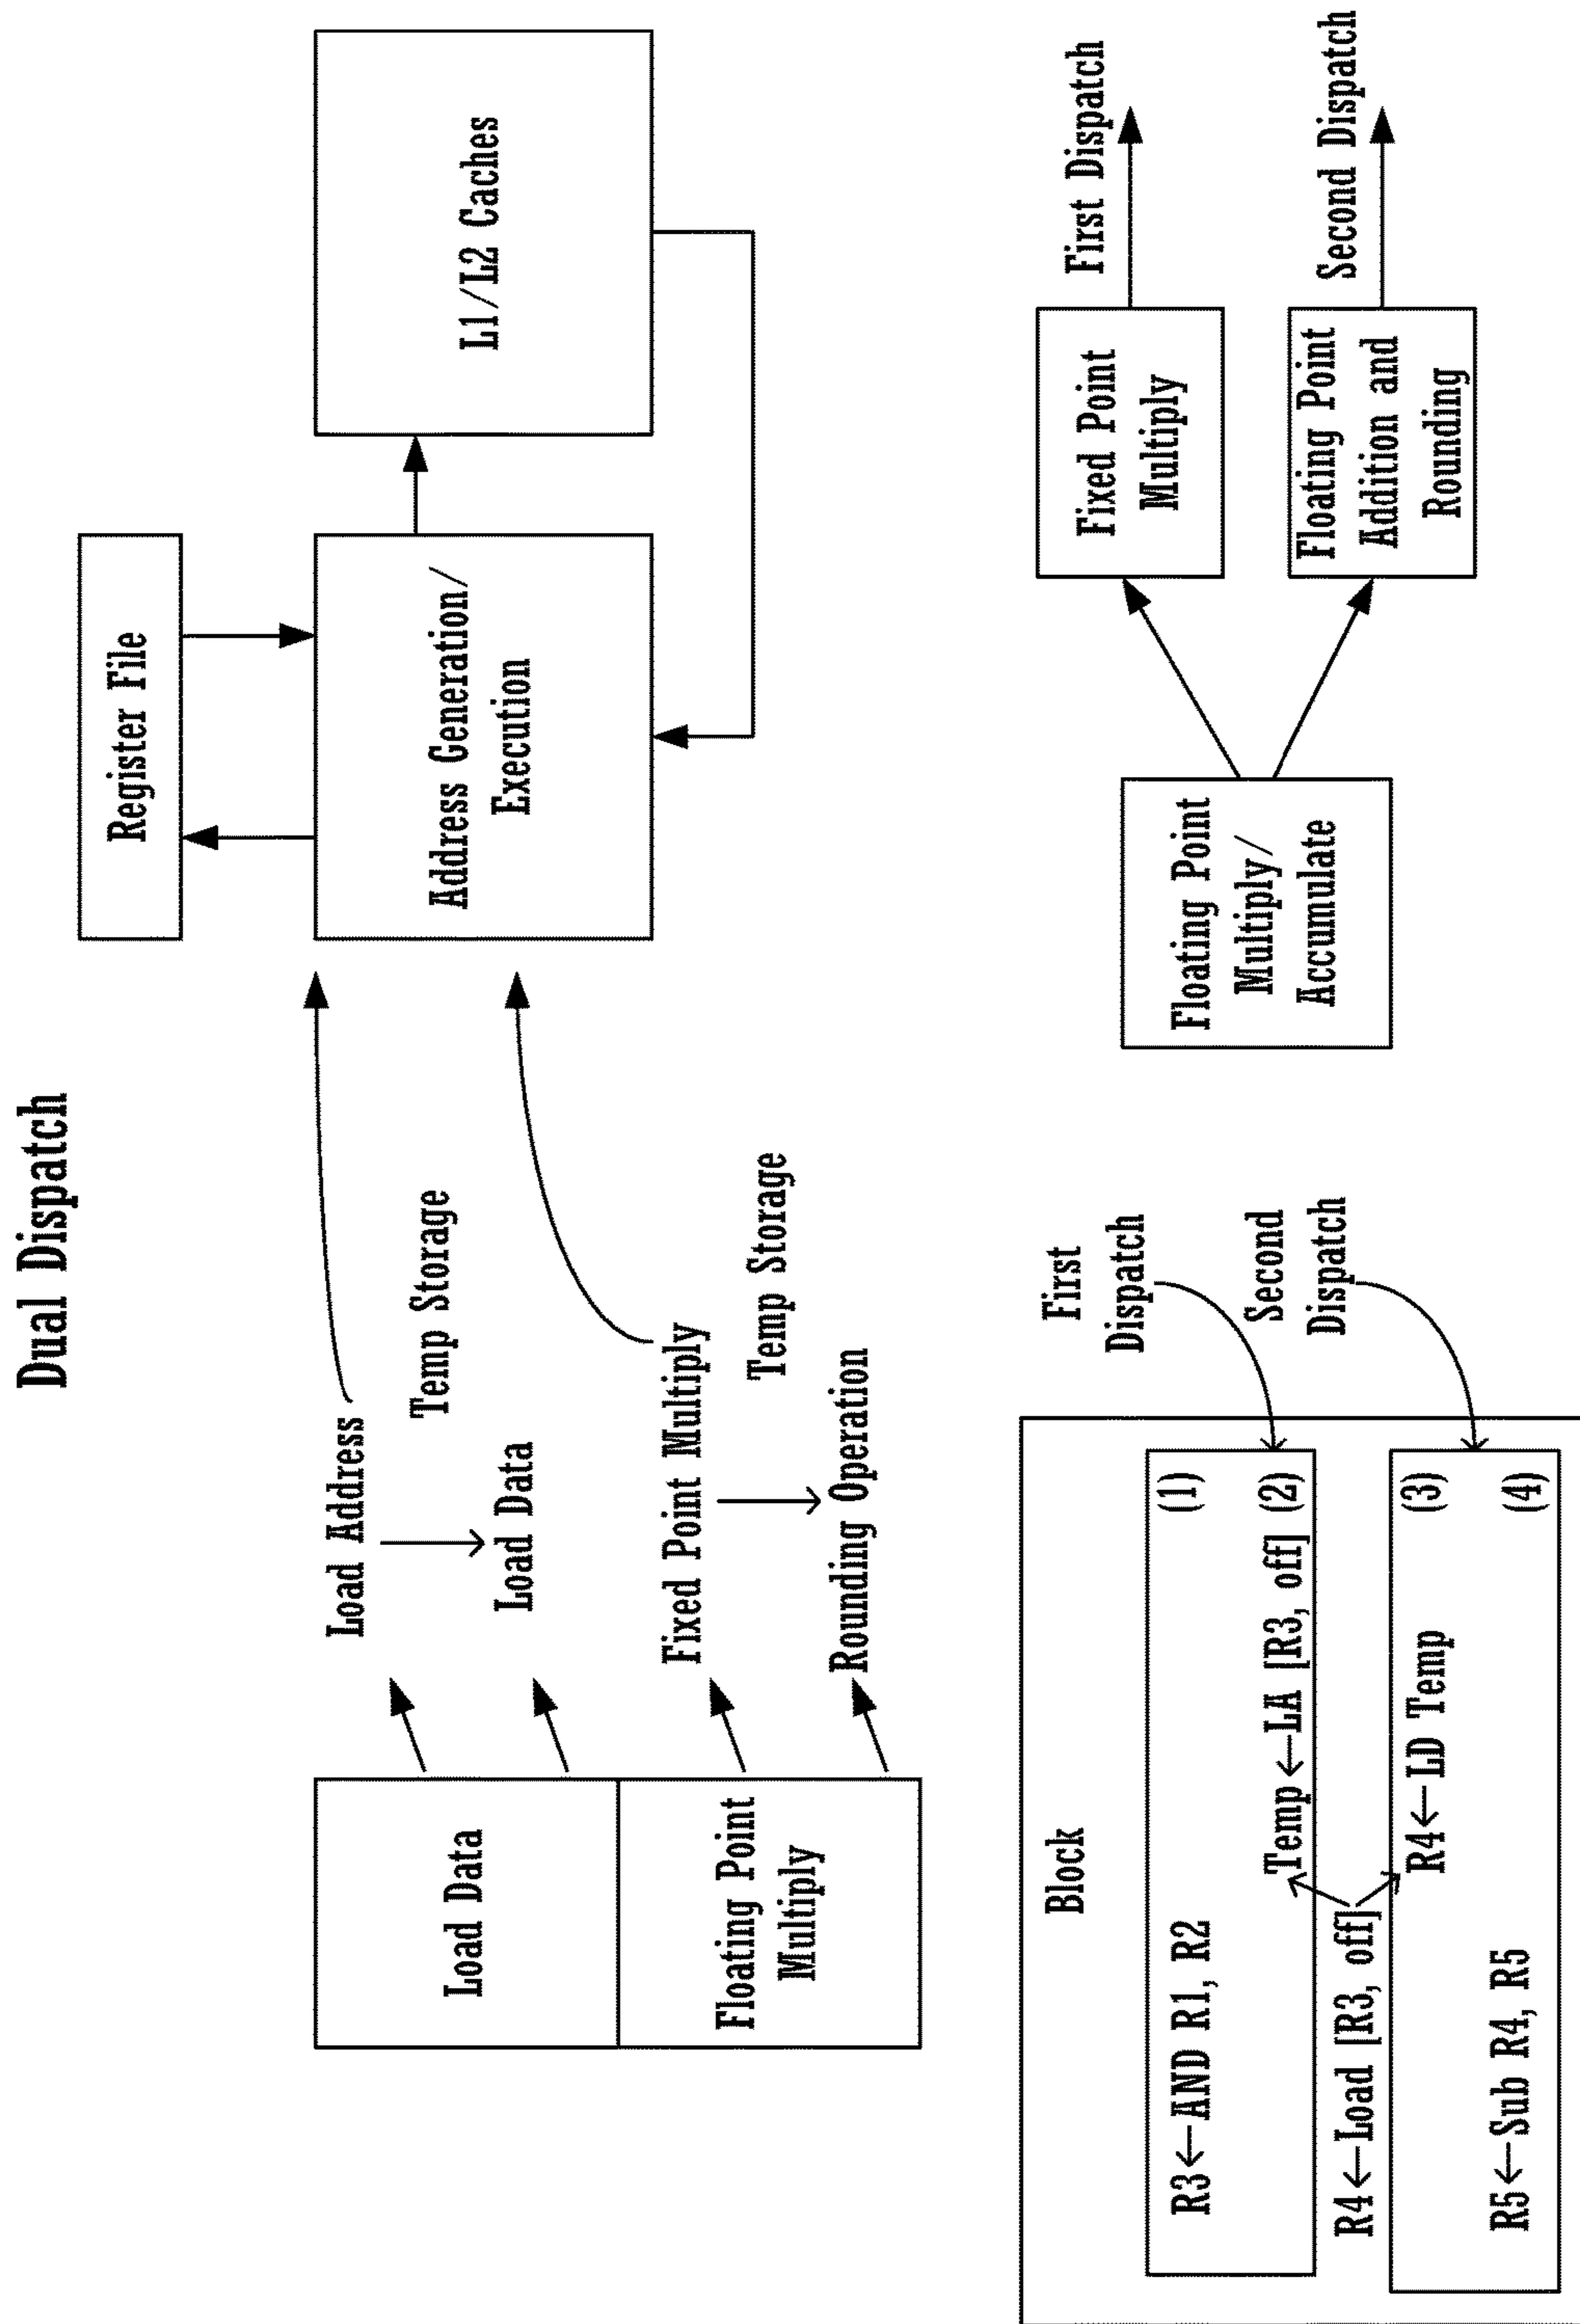 Dual Dispatch
Register File
Load Data
Floating Point
Multiply
Load Address
Temp Storage
Load Data
Fixed Point Multiply
Temp Storage
Rounding Operation
Address Generation/
Execution
L1/L2 Caches
Block
R3←AND R1, R2
(1)
Temp←LA [R3, off] (2)
R4←Load [R3, off]
R4←LD Temp
(3)
R5←Sub R4, R5
(4)
First
Dispatch
Second
Dispatch
Floating Point
Multiply/
Accumulate
Fixed Point
Multiply
First Dispatch
Floating Point
Addition and
Rounding
Second Dispatch